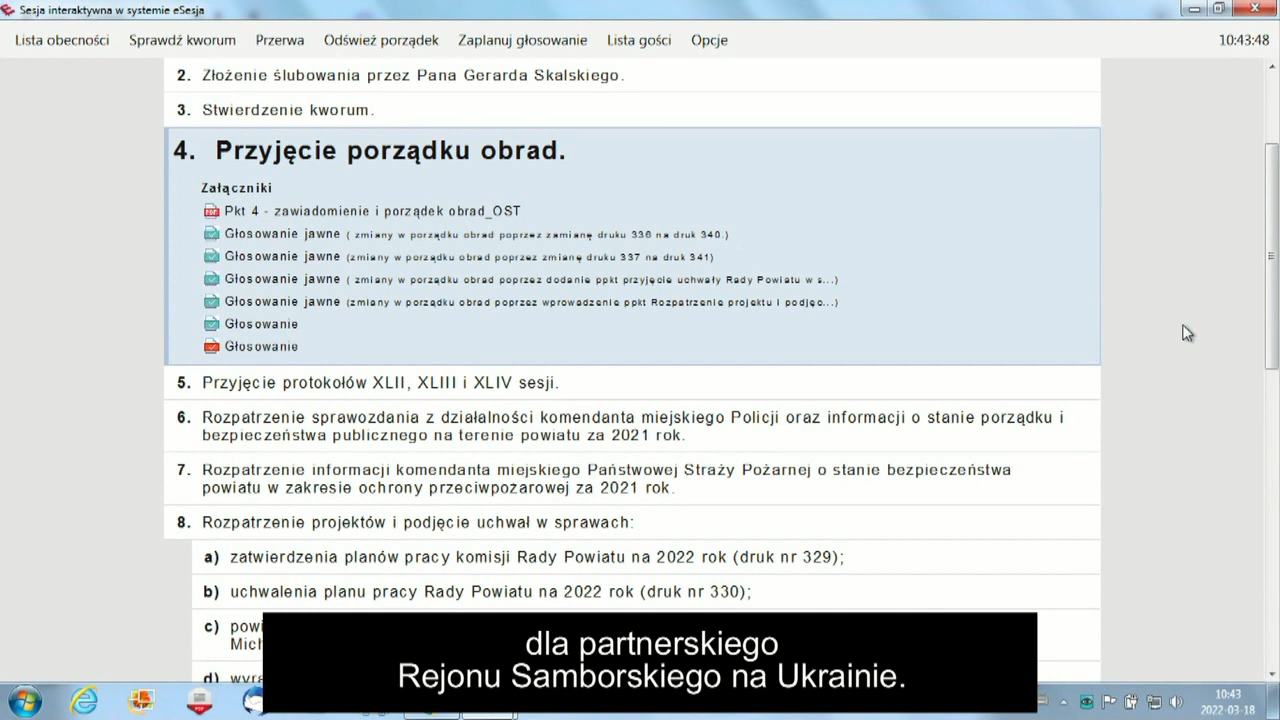 Sesja interaktywna w systemie eSesja
Lista obecności Sprawdź kworum Przerwa Odśwież porządek Zaplanuj głosowanie Lista gości Opcje 10:43:48
2. Złożenie ślubowania przez Pana Gerarda Skalskiego.
3. Stwierdzenie kworum.
4. Przyjęcie porządku obrad.
Załączniki
Pkt 4 - zawiadomienie i porządek obrad_OST
Głosowanie jawne ( zmiany w porządku obrad poprzez zamianę druku 336 na druk 340.)
Głosowanie jawne (zmiany w porządku obrad poprzez zmianę druku 337 na druk 341)
Głosowanie jawne ( zmiany w porządku obrad poprzez dodanie ppkt przyjęcie uchwały Rady Powiatu w s...)
Głosowanie jawne (zmiany w porządku obrad poprzez wprowadzenie ppkt Rozpatrzenie projektu i podjęc...)
Głosowanie
Głosowanie
5. Przyjęcie protokołów XLII, XLIII i XLIV sesji.
6. Rozpatrzenie sprawozdania z działalności komendanta miejskiego Policji oraz informacji o stanie porządku i
bezpieczeństwa publicznego na terenie powiatu za 2021 rok.
7. Rozpatrzenie informacji komendanta miejskiego Państwowej Straży Pożarnej o stanie bezpieczeństwa
powiatu w zakresie ochrony przeciwpożarowej za 2021 rok.
8. Rozpatrzenie projektów i podjęcie uchwał w sprawach:
a) zatwierdzenia planów pracy komisji Rady Powiatu na 2022 rok (druk nr 329);
b) uchwalenia planu pracy Rady Powiatu na 2022 rok (druk nr 330);
c) powi
Mich
d) wyra
dla partnerskiego
Rejonu Samborskiego na Ukrainie.
10:43
2022-03-18